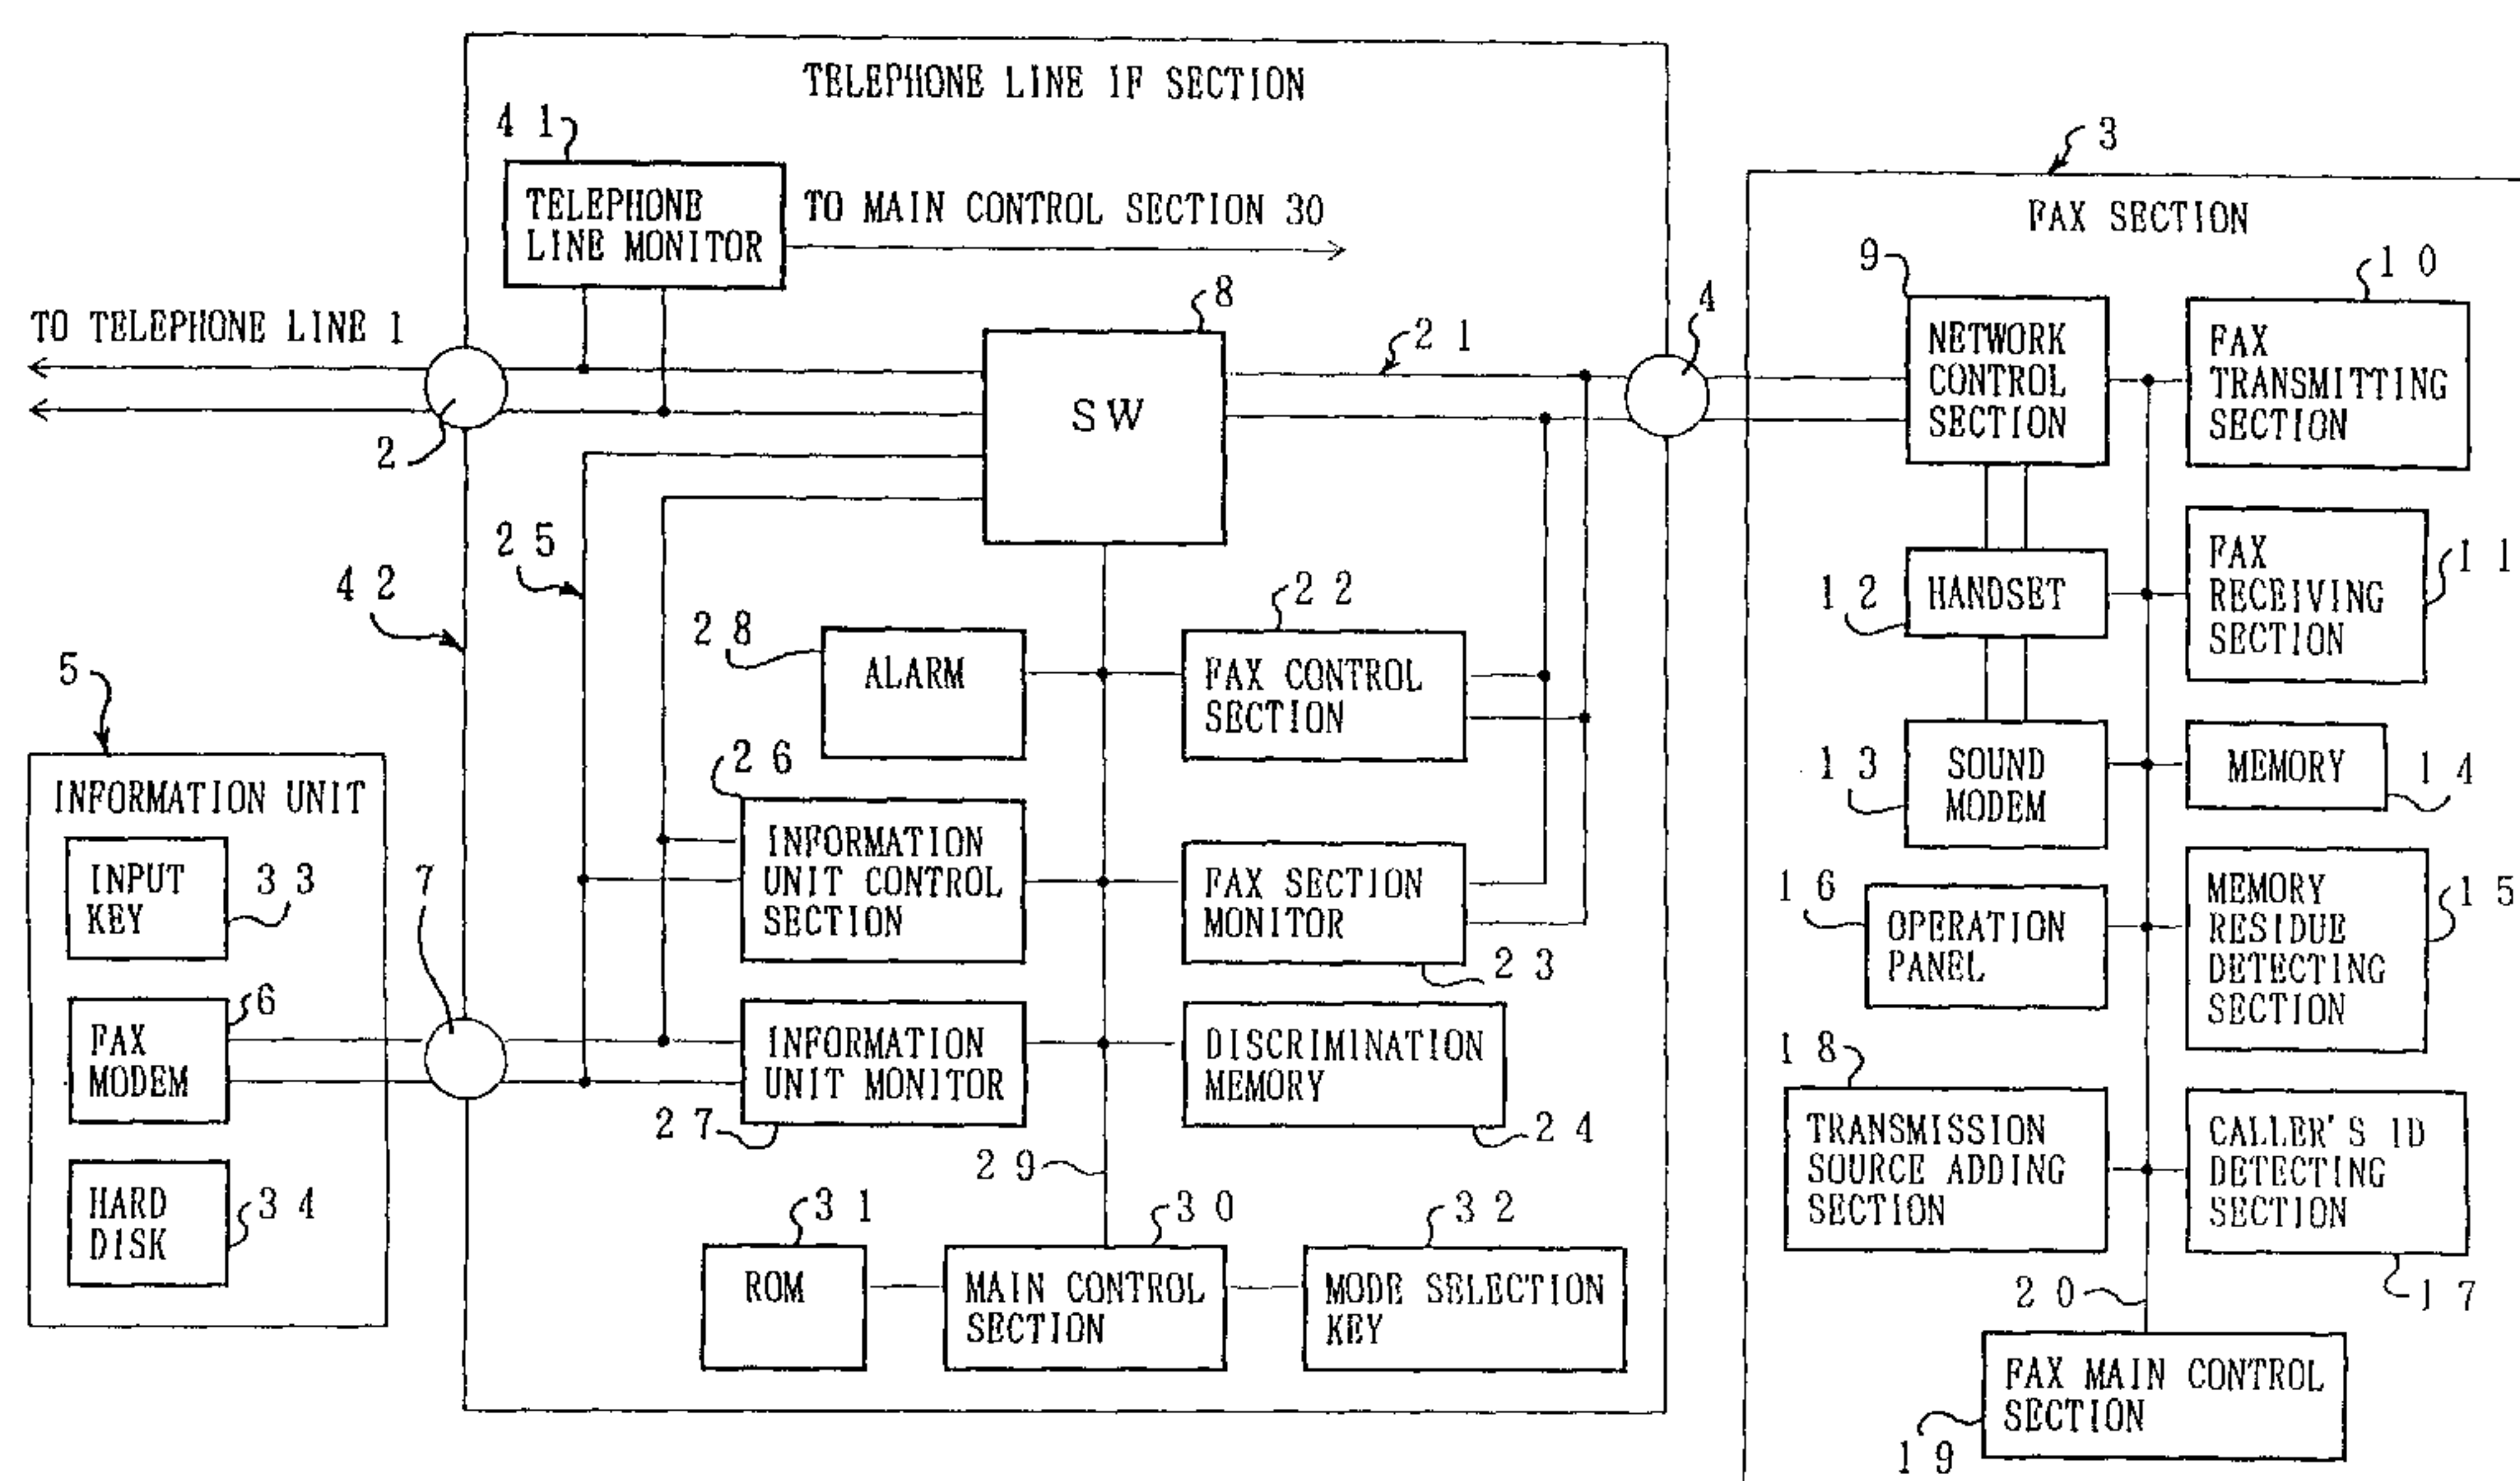 TELEPHONE LINE IF SECTION
4 1
TELEPHONE
LINE MONITOR
TO MAIN CONTROL SECTION 30
TO TELEPHONE LINE 1
2
8
SW
2 1
4
3
FAX SECTION
9
NETWORK
CONTROL
SECTION
1 0
FAX
TRANSMITTING
SECTION
1 1
FAX
RECEIVING
SECTION
1 2
HANDSET
1 3
SOUND
MODEM
MEMORY
1 4
1 6
OPERATION
PANEL
MEMORY
RESIDUE
DETECTING
SECTION
1 5
1 8
TRANSMISSION
SOURCE ADDING
SECTION
CALLER'S ID
DETECTING
SECTION
1 7
2 0
FAX MAIN CONTROL
SECTION
1 9
2 5
4 2
2 8
ALARM
2 2
FAX CONTROL
SECTION
2 6
INFORMATION
UNIT CONTROL
SECTION
FAX SECTION
MONITOR
2 3
INFORMATION
UNIT MONITOR
2 7
DISCRIMINATION
MEMORY
2 4
2 9
3 1
ROM
3 0
MAIN CONTROL
SECTION
3 2
MODE SELECTION
KEY
5
INFORMATION UNIT
INPUT
KEY
3 3
7
6
FAX
MODEM
HARD
DISK
3 4